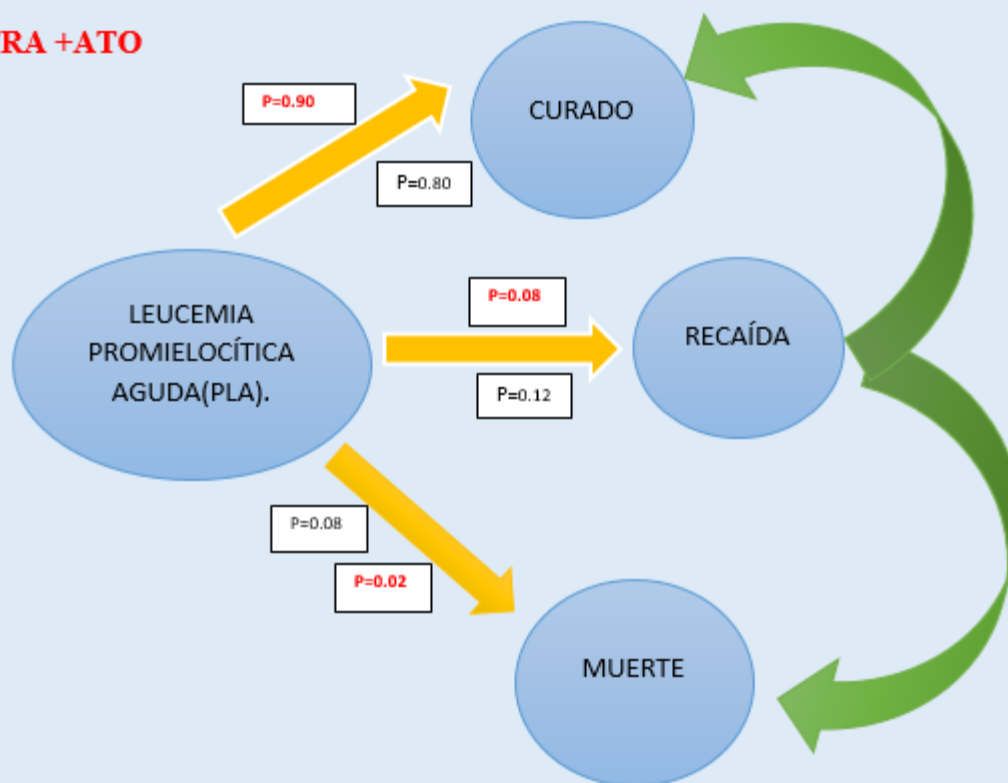 RA +ATO
P=0.90
CURADO
P=0.80
P=0.08
LEUCEMIA
PROMIELOCÍTICA
AGUDA(PLA).
RECAÍDA
P=0.12
P=0.08
P=0.02
MUERTE